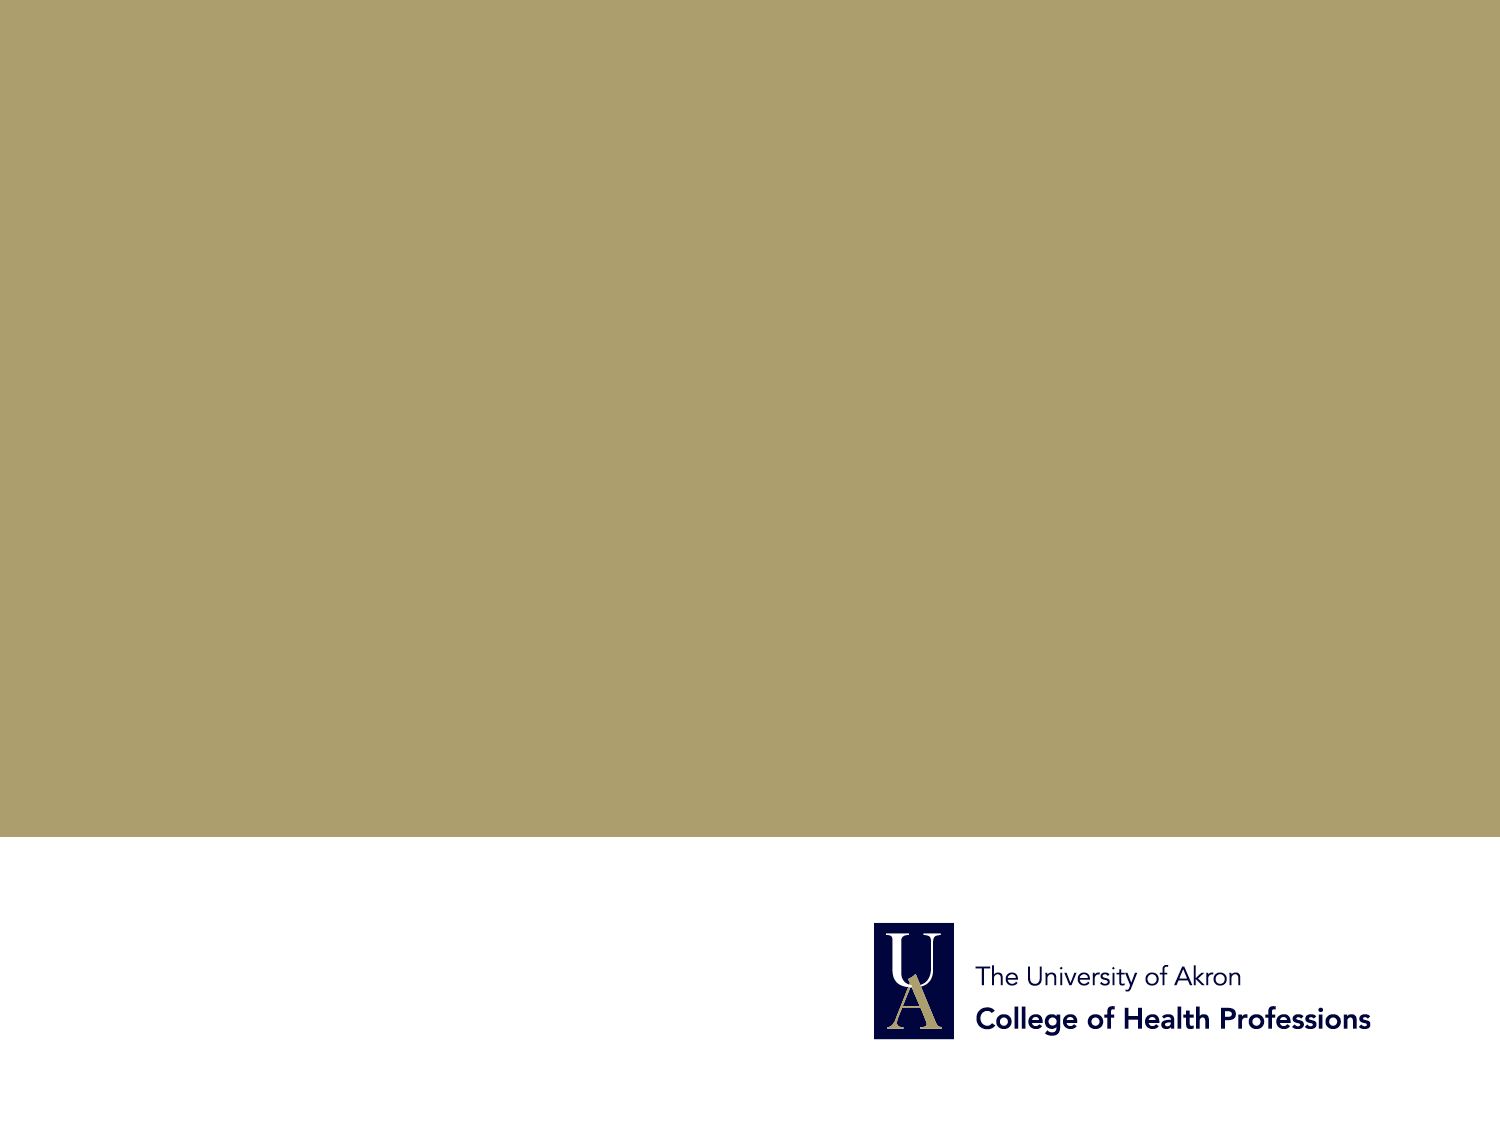 UA
The University of Akron
College of Health Professions